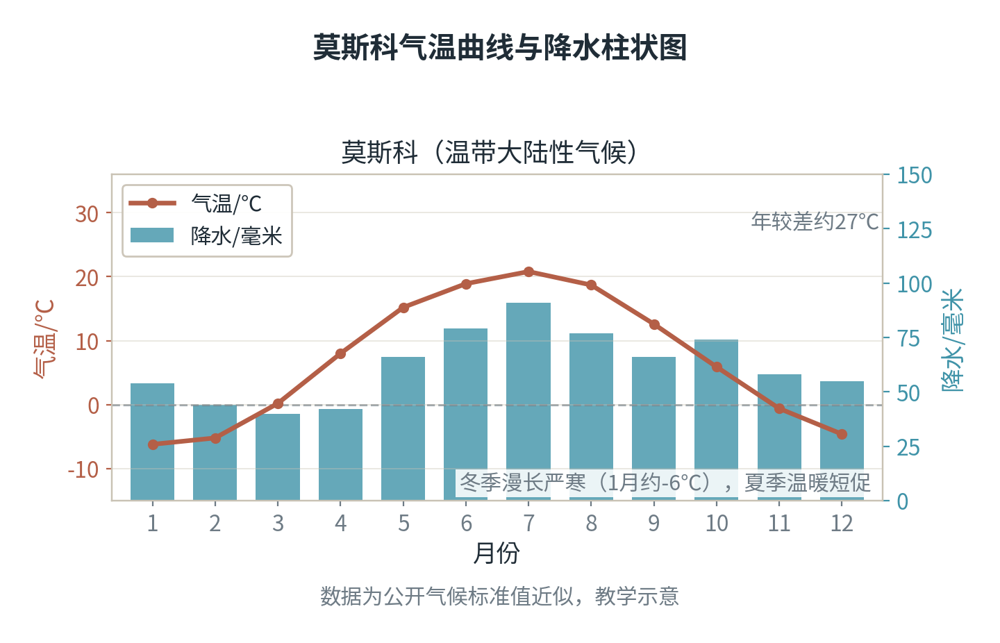 莫斯科气温曲线与降水柱状图
莫斯科（温带大陆性气候）
气温/°C
降水/毫米
年较差约27°C
30
20
10
0
-10
气温/°C
150
125
100
75
50
25
0
降水/毫米
冬季漫长严寒（1月约-6°C），夏季温暖短促
1 2 3 4 5 6 7 8 9 10 11 12
月份
数据为公开气候标准值近似，教学示意